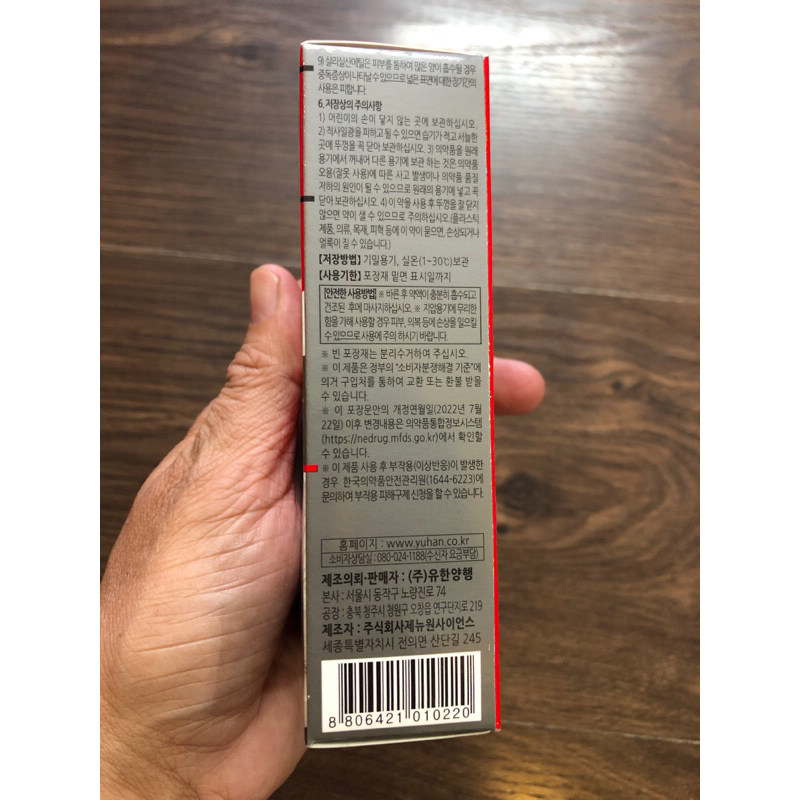 9) 살리실산메틸은 피부를 통하여 많은 양이 흡수될 경우
중독증상이 나타날 수 있으므로 넓은 표면에 대한 장기간의
사용은 피합니다.
6. 저장상의 주의사항
1) 어린이의 손이 닿지 않는 곳에 보관하십시오.
2) 직사일광을 피하고 될 수 있으면 습기가 적고 서늘한
곳에 뚜껑을 꼭 닫아 보관하십시오. 3) 의약품을 원래
용기에서 꺼내어 다른 용기에 보관 하는 것은 의약품
오용(잘못 사용)에 따른 사고 발생이나 의약품 품질
저하의 원인이 될 수 있으므로 원래의 용기에 넣고 꼭
닫아 보관하십시오. 4) 이 약물 사용 후 뚜껑을 잘 닫지
않으면 약이 샐 수 있으므로 주의하십시오.(플라스틱
제품, 의류, 목재, 피혁 등에 이 약이 묻으면, 손상되거나
얼룩이 질 수 있습니다.)
【저장방법】 기밀용기, 실온(1~30℃)보관
【사용기한】 포장재 밑면 표시일까지
[안전한 사용방법] ※ 바른 후 약액이 충분히 흡수되고
건조된 후에 마사지하십시오. ※ 지압용기에 무리한
힘을 가해 사용할 경우 피부, 의복 등에 손상을 일으킬
수 있으므로 사용에 주의 하시기 바랍니다.
※ 빈 포장재는 분리수거하여 주십시오.
※ 이 제품은 정부의 "소비자분쟁해결 기준"에
의거 구입처를 통하여 교환 또는 환불 받을
수 있습니다.
※ 이 포장문안의 개정연월일(2022년 7월
22일) 이후 변경내용은 의약품통합정보시스템
(https://nedrug.mfds.go.kr)에서 확인할
수 있습니다.
※ 이 제품 사용 후 부작용(이상반응)이 발생한
경우 한국의약품안전관리원(1644-6223)에
문의하여 부작용 피해구제 신청을 할 수 있습니다.
홈페이지 : www.yuhan.co.kr
소비자상담실 : 080-024-1188(수신자 요금부담)
제조의뢰·판매자 : (주)유한양행
본사 : 서울시 동작구 노량진로 74
공장 : 충북 청주시 청원구 오창읍 연구단지로 219
제조자 : 주식회사제뉴원사이언스
세종특별자치시 전의면 산단길 245
8 806421 010220